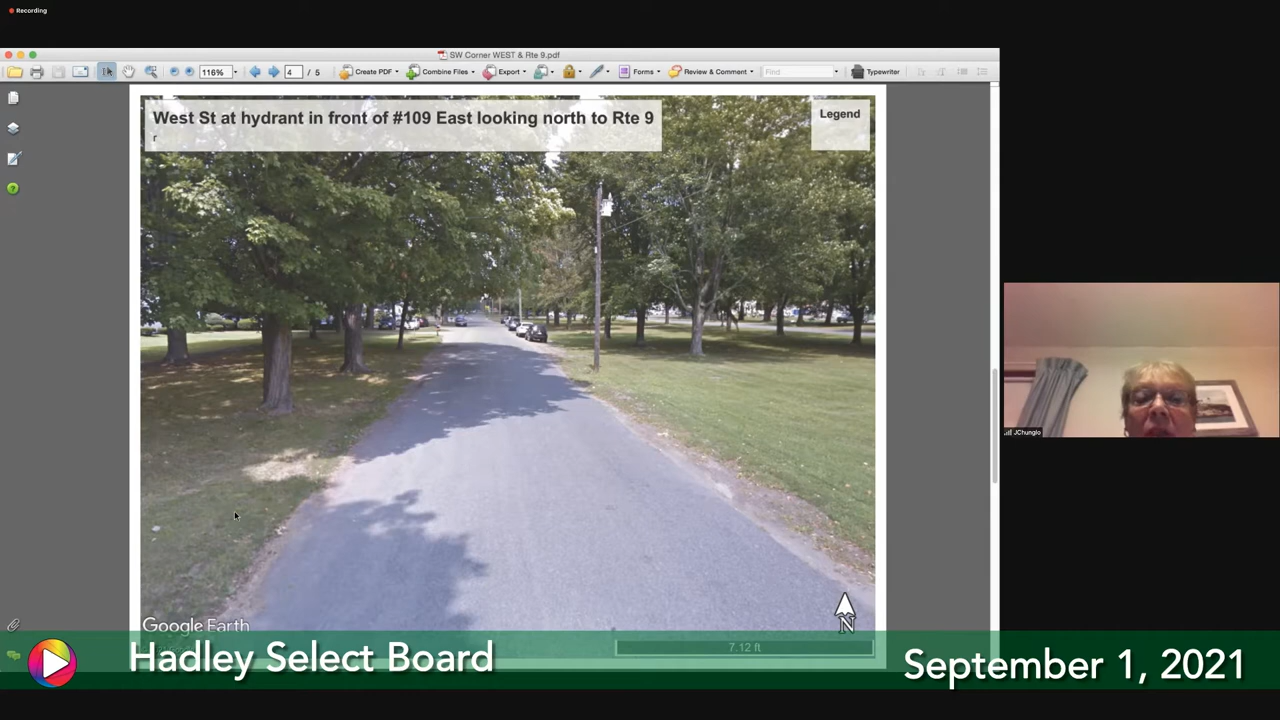 Recording
SW Corner WEST & Rte 9.pdf
116%
4 / 5
Create PDF
Combine Files
Export
Forms
Review & Comment
Find
Typewriter
West St at hydrant in front of #109 East looking north to Rte 9
r
Legend
JChunglo
Google Earth
N
7.12 ft
Hadley Select Board
September 1, 2021